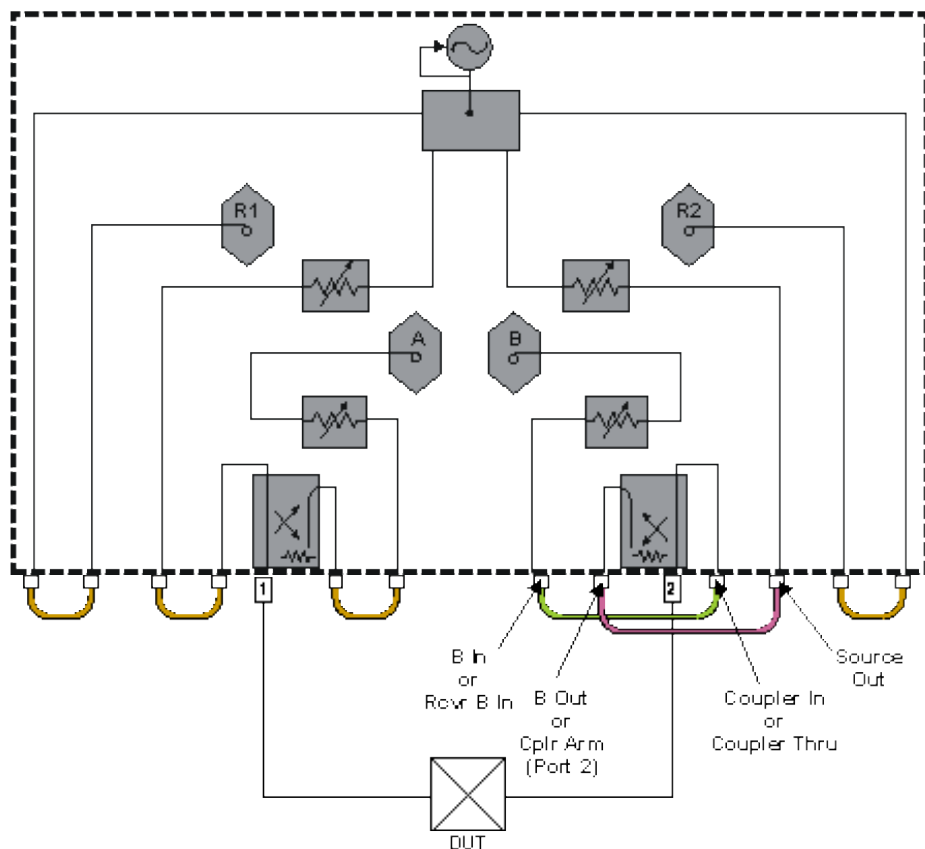 R1
R2
A
B
1
2
B In
or
Rcvr B In
B Out
or
Cplr Arm
(Port 2)
Coupler In
or
Coupler Thru
Source
Out
DUT